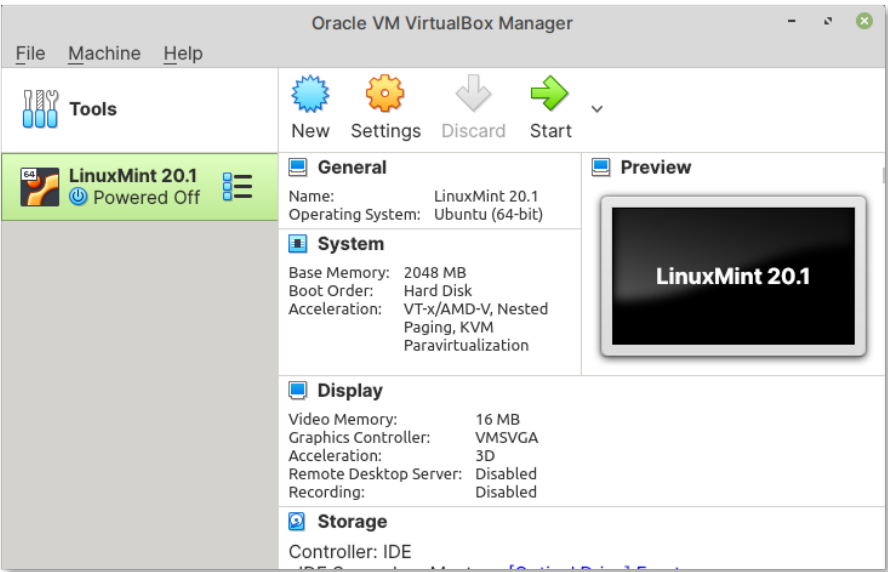 Oracle VM VirtualBox Manager
File Machine Help
Tools
New Settings Discard Start
64
LinuxMint 20.1
Powered Off
General
Name: LinuxMint 20.1
Operating System: Ubuntu (64-bit)
System
Base Memory: 2048 MB
Boot Order: Hard Disk
Acceleration: VT-x/AMD-V, Nested
Paging, KVM
Paravirtualization
Preview
LinuxMint 20.1
Display
Video Memory: 16 MB
Graphics Controller: VMSVGA
Acceleration: 3D
Remote Desktop Server: Disabled
Recording: Disabled
Storage
Controller: IDE